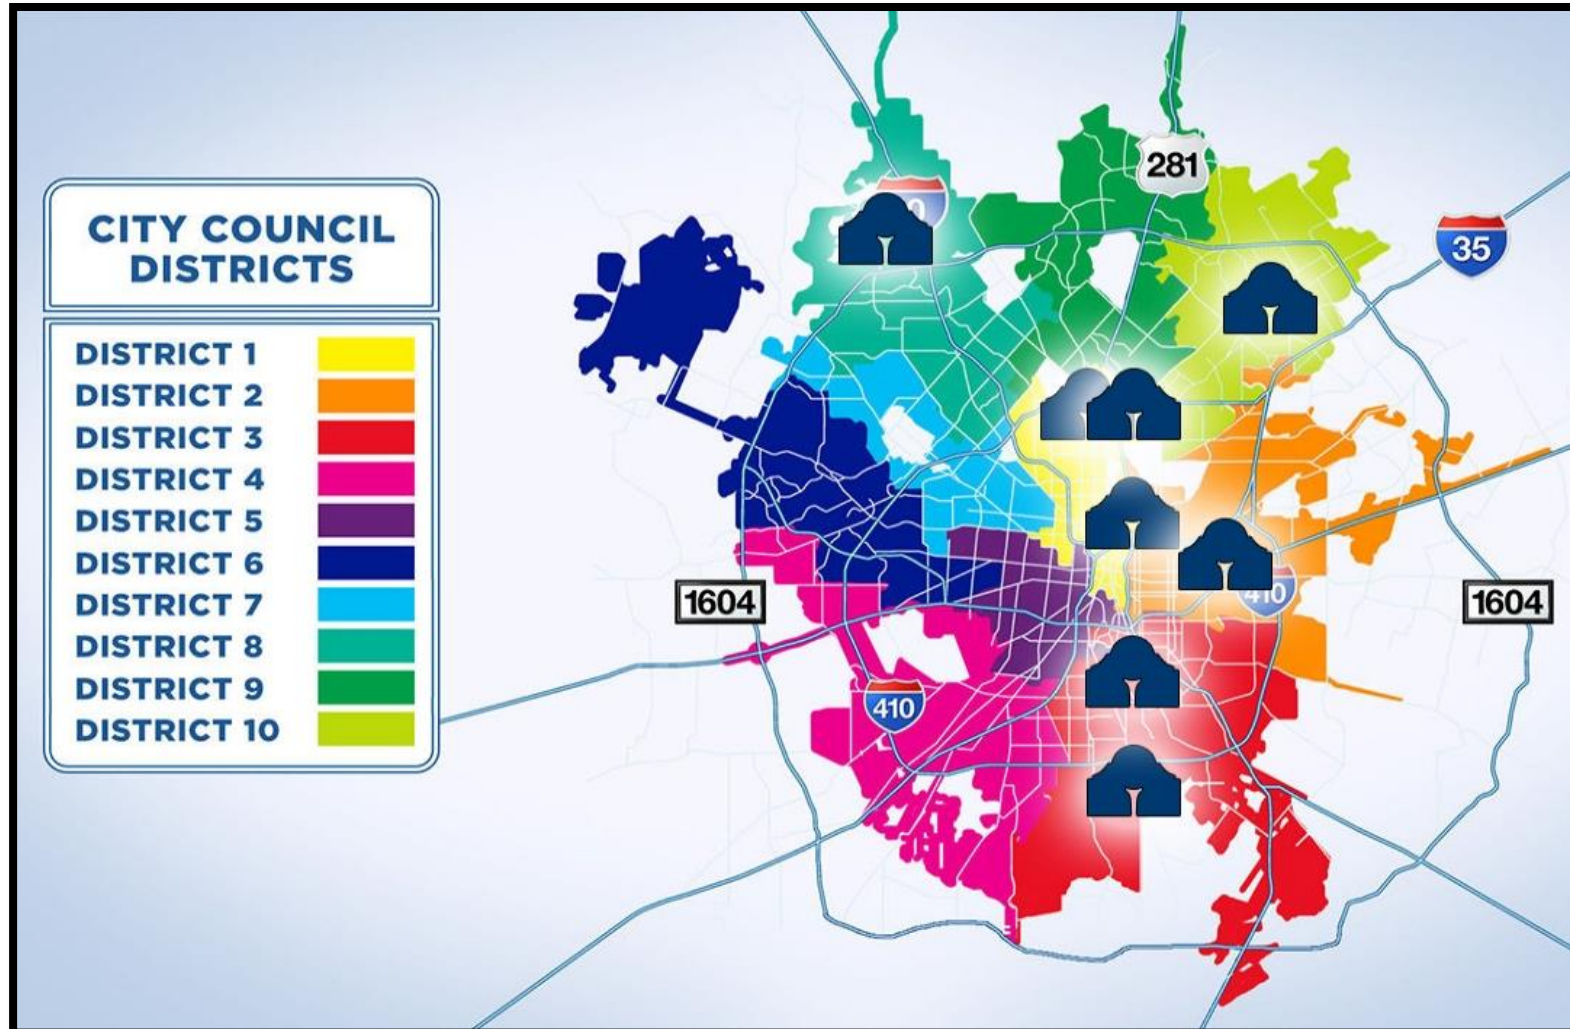 CITY COUNCIL
DISTRICTS
DISTRICT 1
DISTRICT 2
DISTRICT 3
DISTRICT 4
DISTRICT 5
DISTRICT 6
DISTRICT 7
DISTRICT 8
DISTRICT 9
DISTRICT 10
281
35
1604
410
1604
410